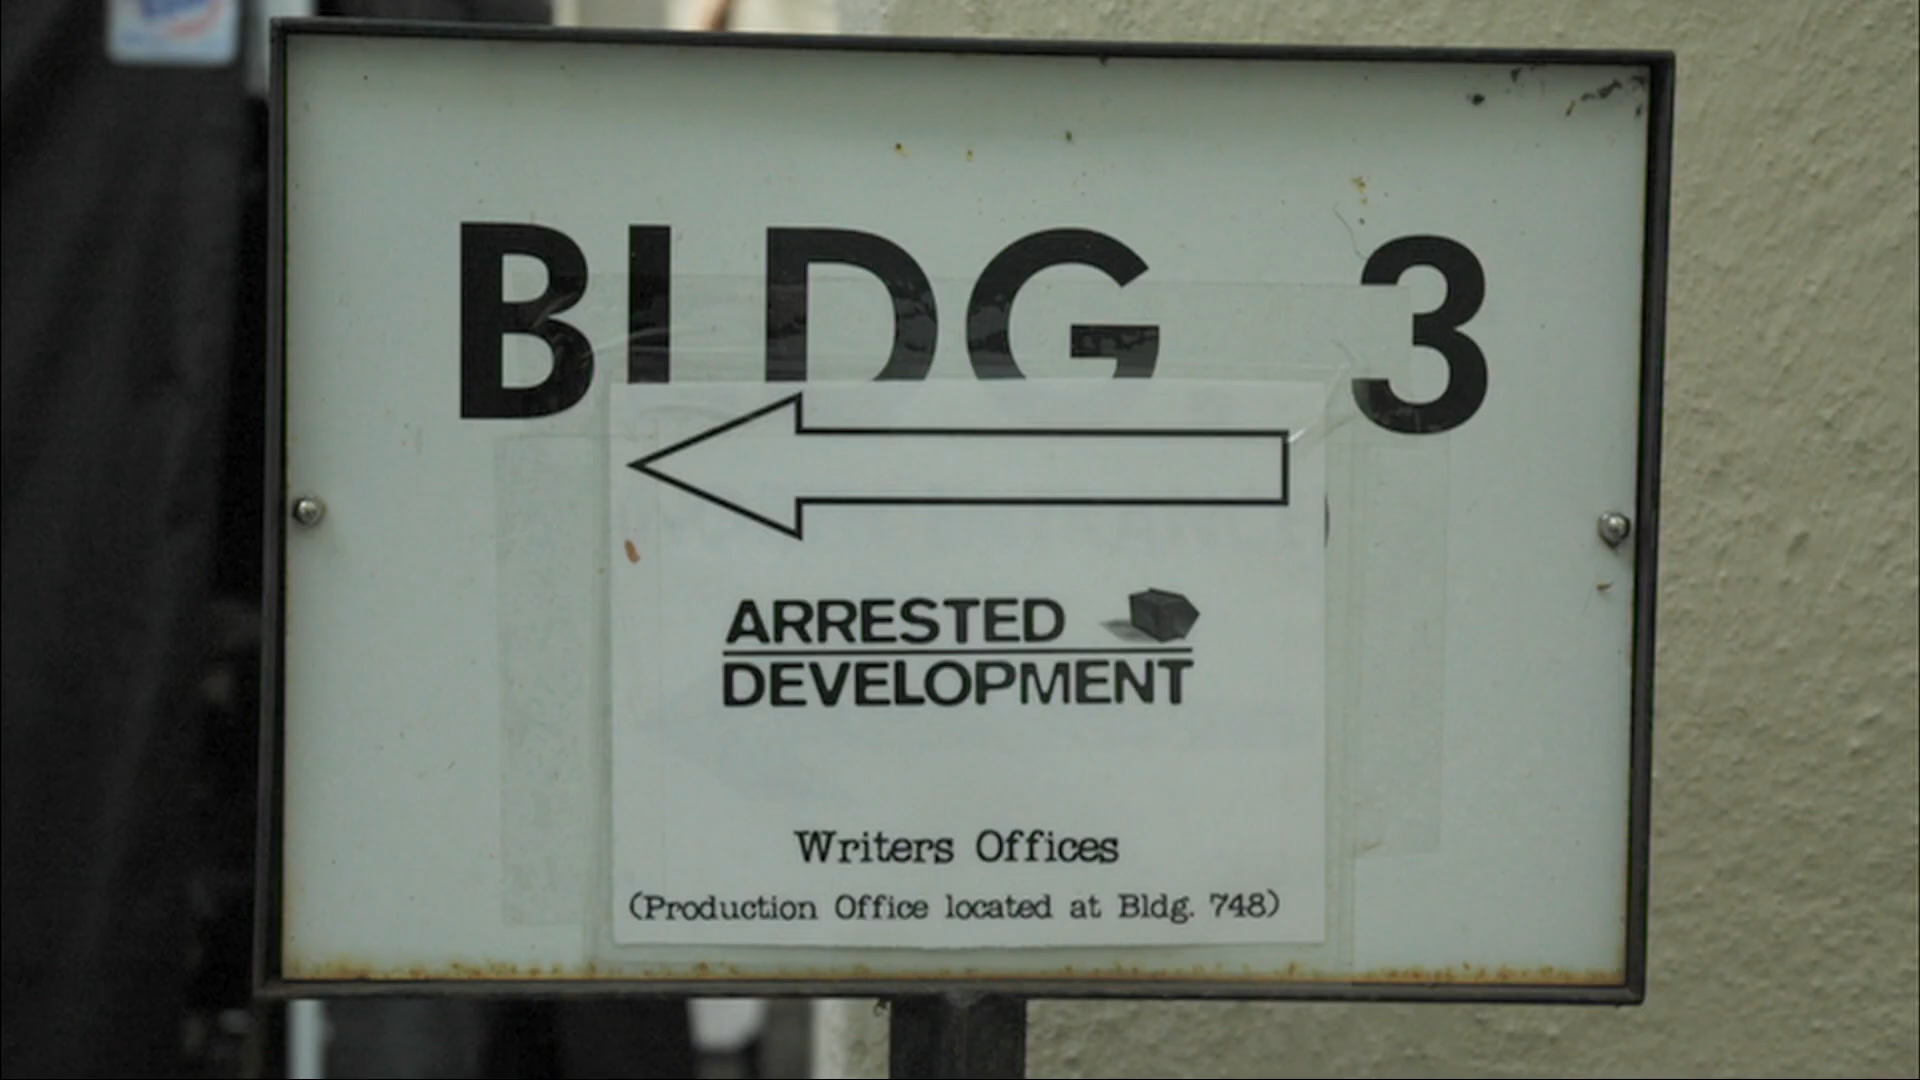 BLDG 3
ARRESTED
DEVELOPMENT
Writers Offices
(Production Office located at Bldg. 748)